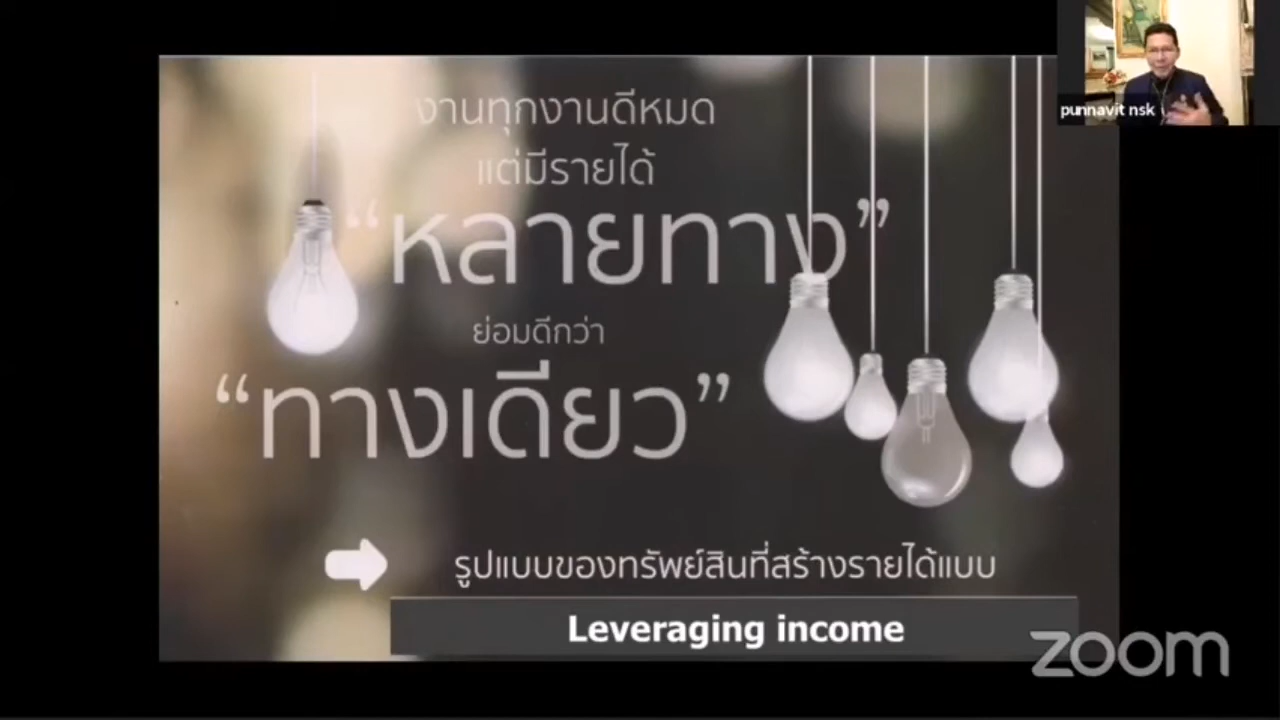 punnavit nsk
งานทุกงานดีหมด
แต่มีรายได้
“หลายทาง”
ย่อมดีกว่า
“ทางเดียว”
รูปแบบของทรัพย์สินที่สร้างรายได้แบบ
Leveraging income
zoom